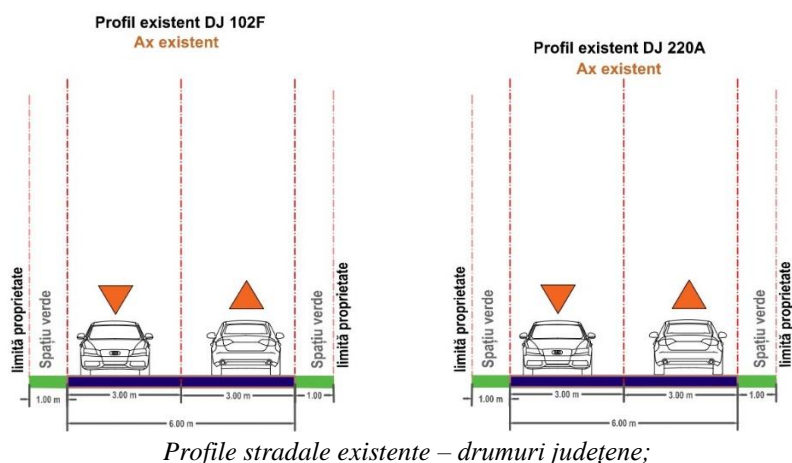 Profil existent DJ 102F
Ax existent
limită proprietate
Spațiu verde
Spațiu verde
limită proprietate
1.00 m
3.00 m
3.00 m
1.00
6.00 m
Profil existent DJ 220A
Ax existent
limită proprietate
Spațiu verde
Spațiu verde
limită proprietate
1.00 m
3.00 m
3.00 m
1.00
6.00 m
Profile stradale existente – drumuri județene;